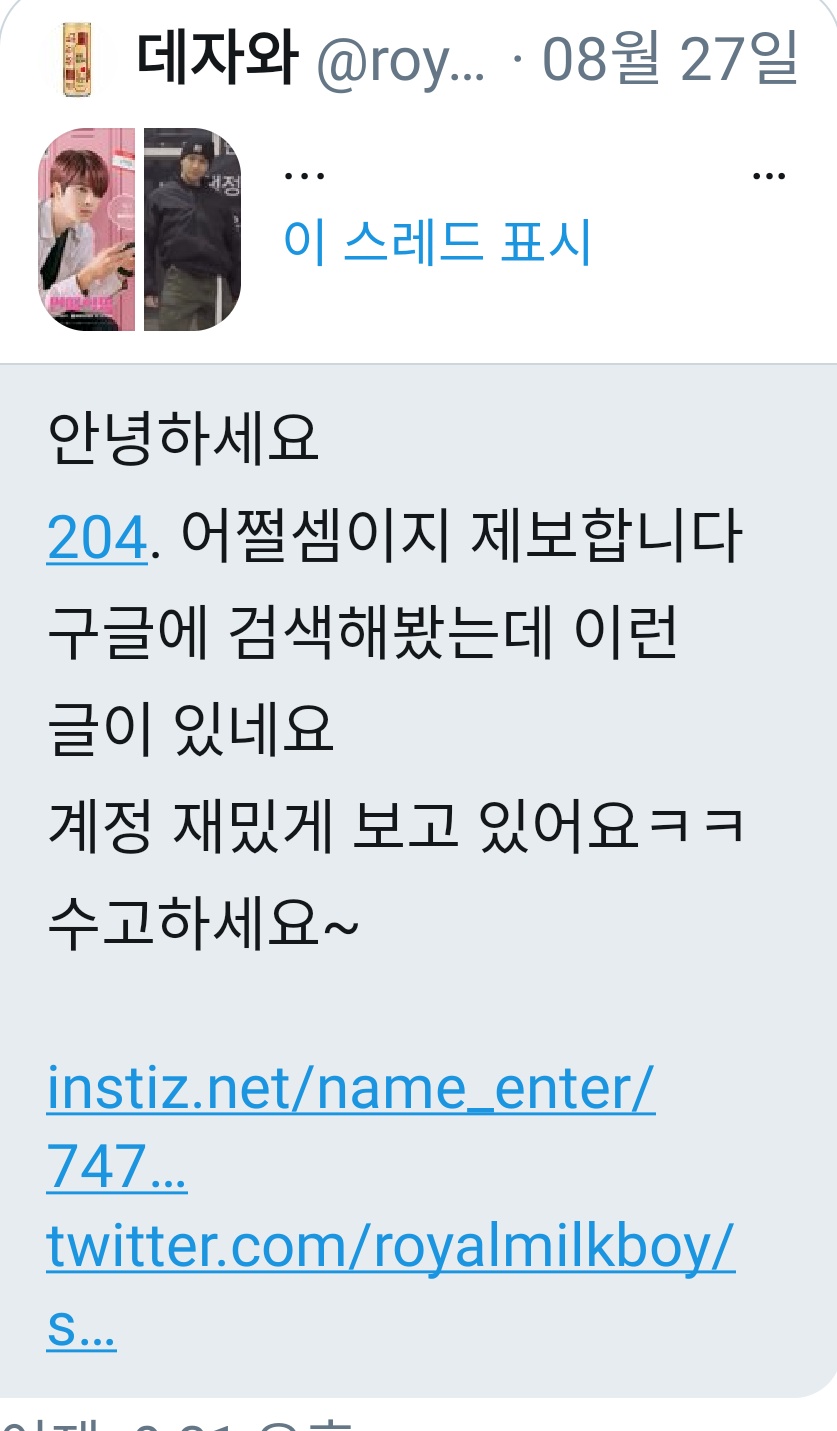 데자와 @roy... · 08월 27일
...
이 스레드 표시
안녕하세요
204. 어쩔셈이지 제보합니다
구글에 검색해봤는데 이런
글이 있네요
계정 재밌게 보고 있어요ㅋㅋ
수고하세요~
instiz.net/name_enter/
747...
twitter.com/royalmilkboy/
s...